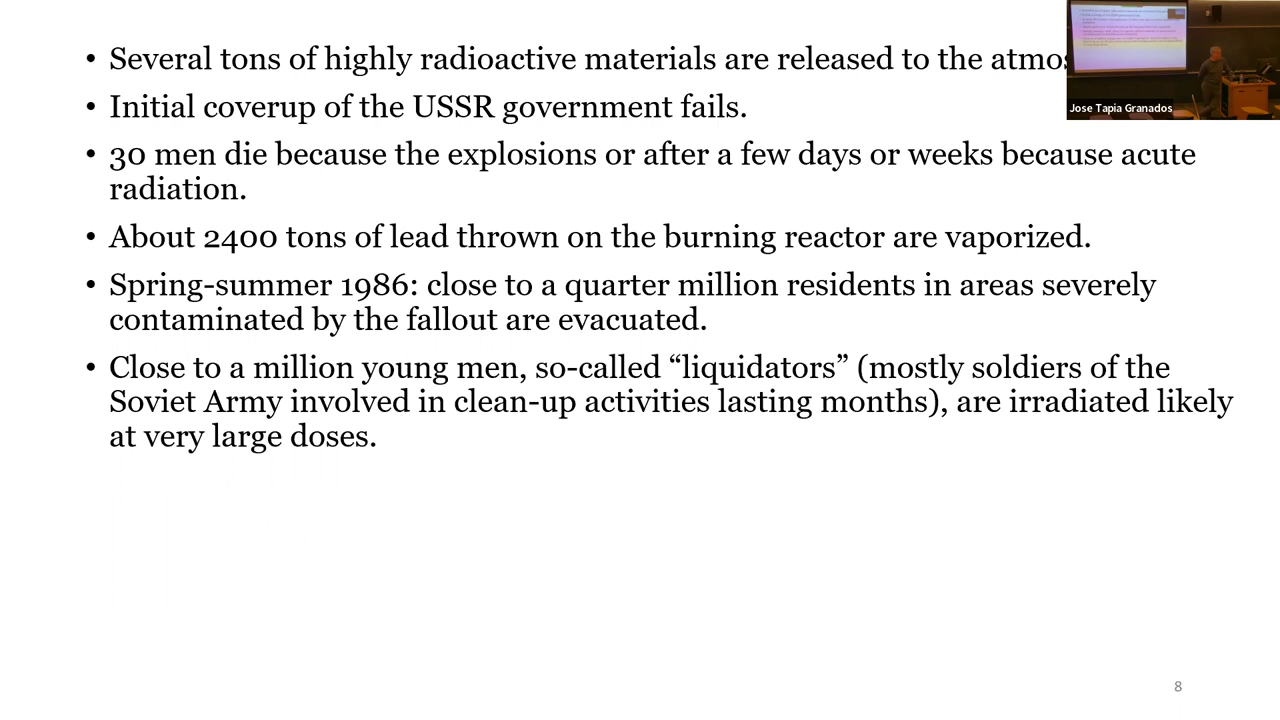 • Several tons of highly radioactive materials are released to the
• Initial coverup of the USSR government fails.
• 30 men die because the explosions or after a few days or weeks because acute
radiation.
• About 2400 tons of lead thrown on the burning reactor are vaporized.
• Spring-summer 1986: close to a quarter million residents in areas severely
contaminated by the fallout are evacuated.
• Close to a million young men, so-called “liquidators” (mostly soldiers of the
Soviet Army involved in clean-up activities lasting months), are irradiated likely
at very large doses.
Jose Tapia Granados
8